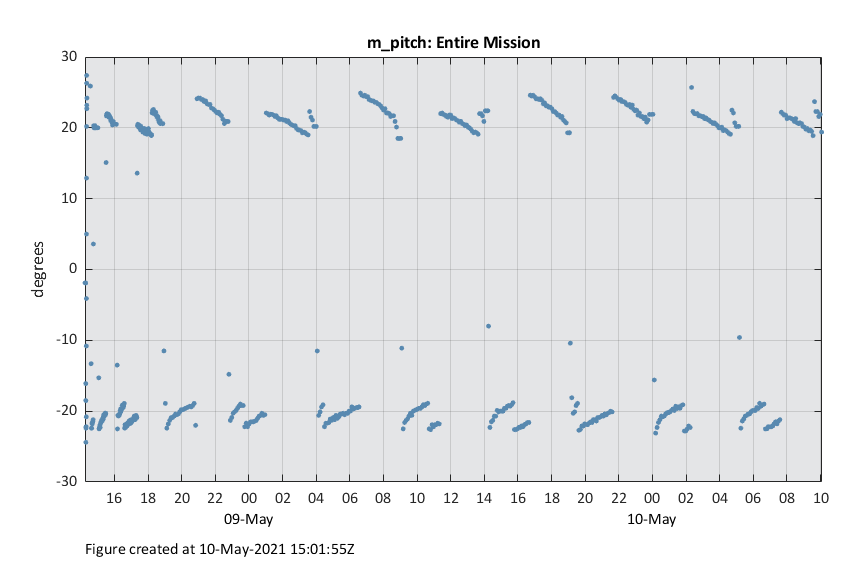 m_pitch: Entire Mission
30
20
10
0
-10
-20
-30
degrees
16 18 20 22 00 02 04 06 08 10 12 14 16 18 20 22 00 02 04 06 08 10
09-May 10-May
Figure created at 10-May-2021 15:01:55Z